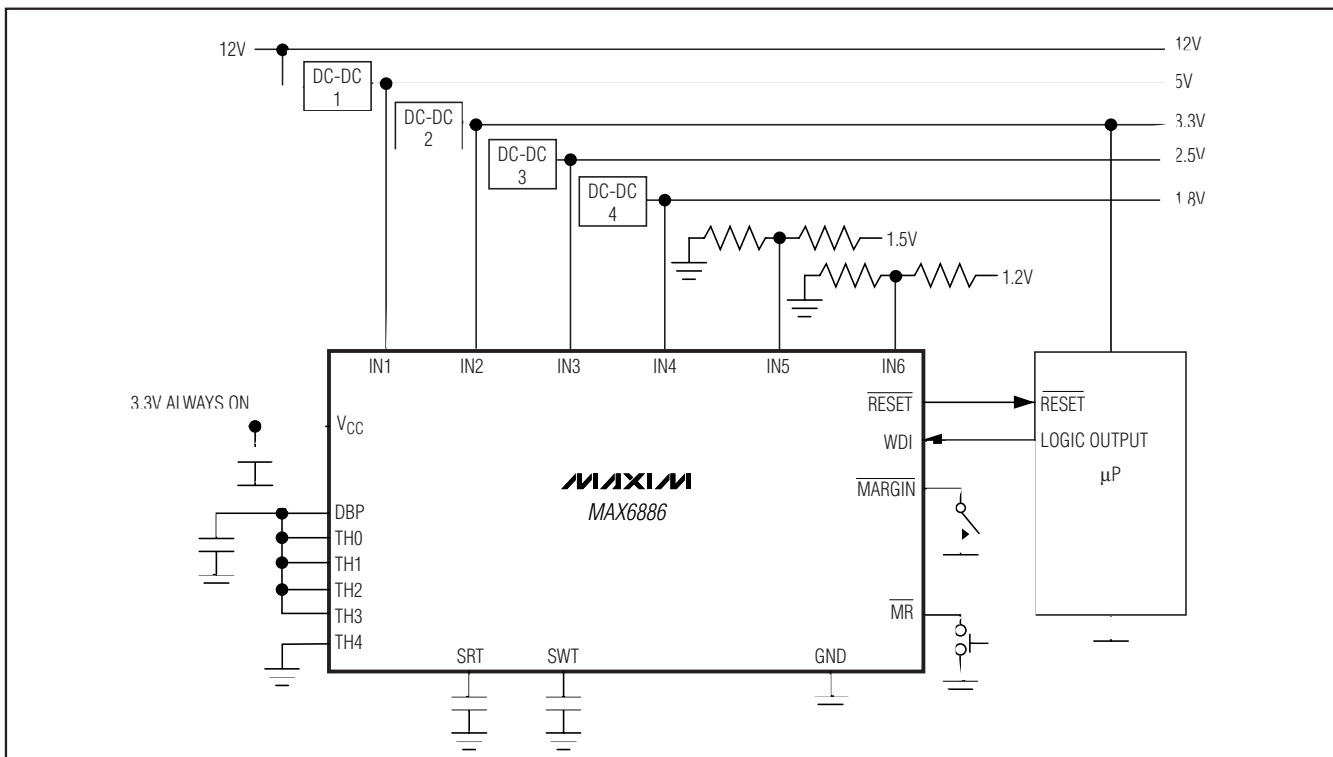 12V
12V
DC-DC
1
5V
DC-DC
2
3.3V
DC-DC
3
2.5V
DC-DC
4
1.8V
1.5V
1.2V
IN1 IN2 IN3 IN4 IN5 IN6
3.3V ALWAYS ON
VCC
RESET
RESET
WDI
LOGIC OUTPUT
µP
MAXIM
MAX6886
MARGIN
DBP
TH0
TH1
TH2
TH3
TH4
MR
SRT SWT GND